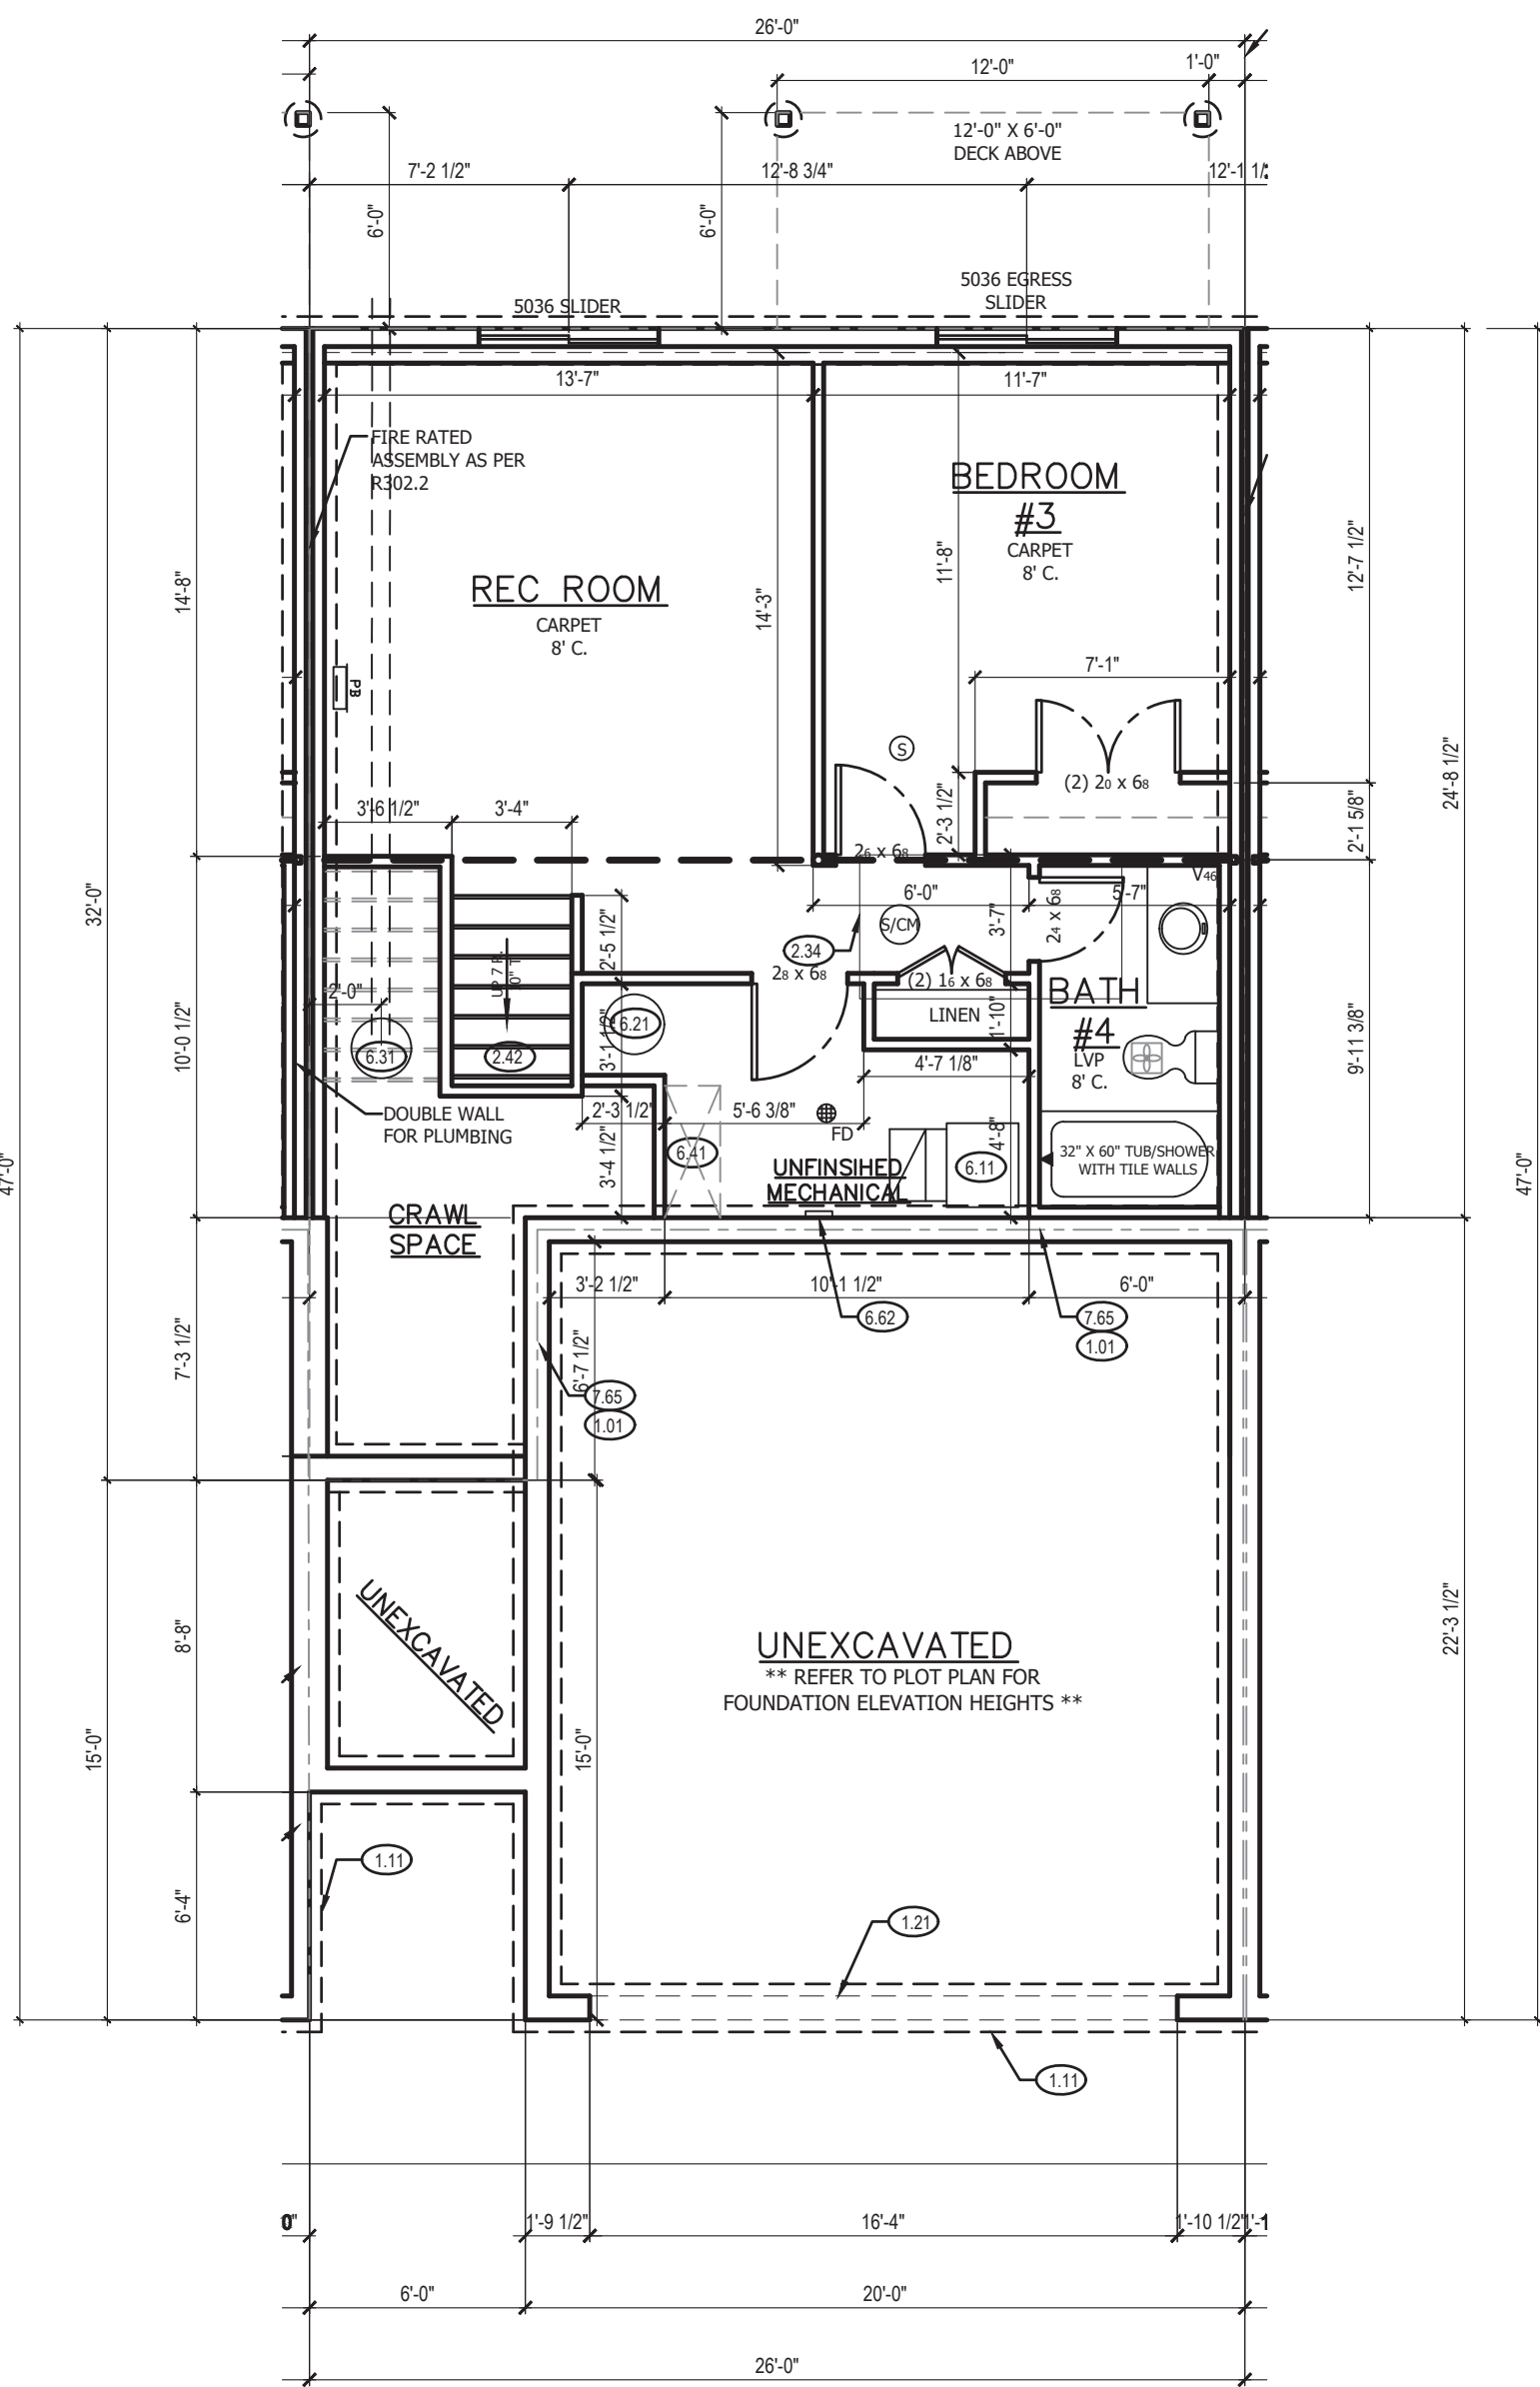 26'-0"
12'-0"
1'-0"
12'-0" X 6'-0"
DECK ABOVE
7'-2 1/2"
12'-8 3/4"
6'-0"
6'-0"
5036 SLIDER
5036 EGRESS
SLIDER
13'-7"
11'-7"
FIRE RATED
ASSEMBLY AS PER
R302.2
BEDROOM
#3
CARPET
8' C.
REC ROOM
CARPET
8' C.
14'-8"
14'-3"
11'-8"
12'-7 1/2"
7'-1"
PB
S
(2) 20 x 68
24'-8 1/2"
2'-3 1/2"
2'-1 5/8"
3'-6 1/2"
3'-4"
26 x 68
V46
32'-0"
6'-0"
5'-7"
S/CM
3'-7"
24 x 68
2'-5 1/2"
2.34
28 x 68
(2) 16 x 68
LINEN
1'-10"
BATH
#4
LVP
8' C.
2'-0"
6.31
2.42
6.21
10'-0 1/2"
9'-11 3/8"
4'-7 1/8"
DOUBLE WALL
FOR PLUMBING
2'-3 1/2"
5'-6 3/8"
FD
3'-4 1/2"
6.41
4'-8"
6.11
32" X 60" TUB/SHOWER
WITH TILE WALLS
UNFINSIHED
MECHANICAL
47'-0"
47'-0"
CRAWL
SPACE
3'-2 1/2"
10'-1 1/2"
6'-0"
6.62
7.65
1.01
7'-3 1/2"
6'-7 1/2"
7.65
1.01
UNEXCAVATED
8'-8"
UNEXCAVATED
** REFER TO PLOT PLAN FOR
FOUNDATION ELEVATION HEIGHTS **
22'-3 1/2"
15'-0"
15'-0"
1.11
6'-4"
1.21
1.11
1'-9 1/2"
16'-4"
1'-10 1/2"
6'-0"
20'-0"
26'-0"